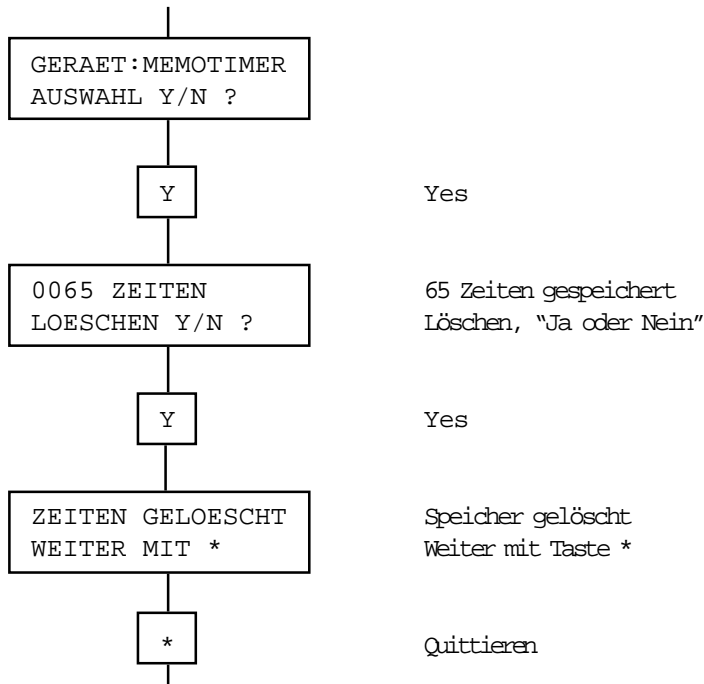 GERAET:MEMOTIMER
AUSWAHL Y/N ?
Y
Yes
0065 ZEITEN
LOESCHEN Y/N ?
65 Zeiten gespeichert
Löschen, “Ja oder Nein”
Y
Yes
ZEITEN GELOESCHT
WEITER MIT *
Speicher gelöscht
Weiter mit Taste *
*
Quittieren